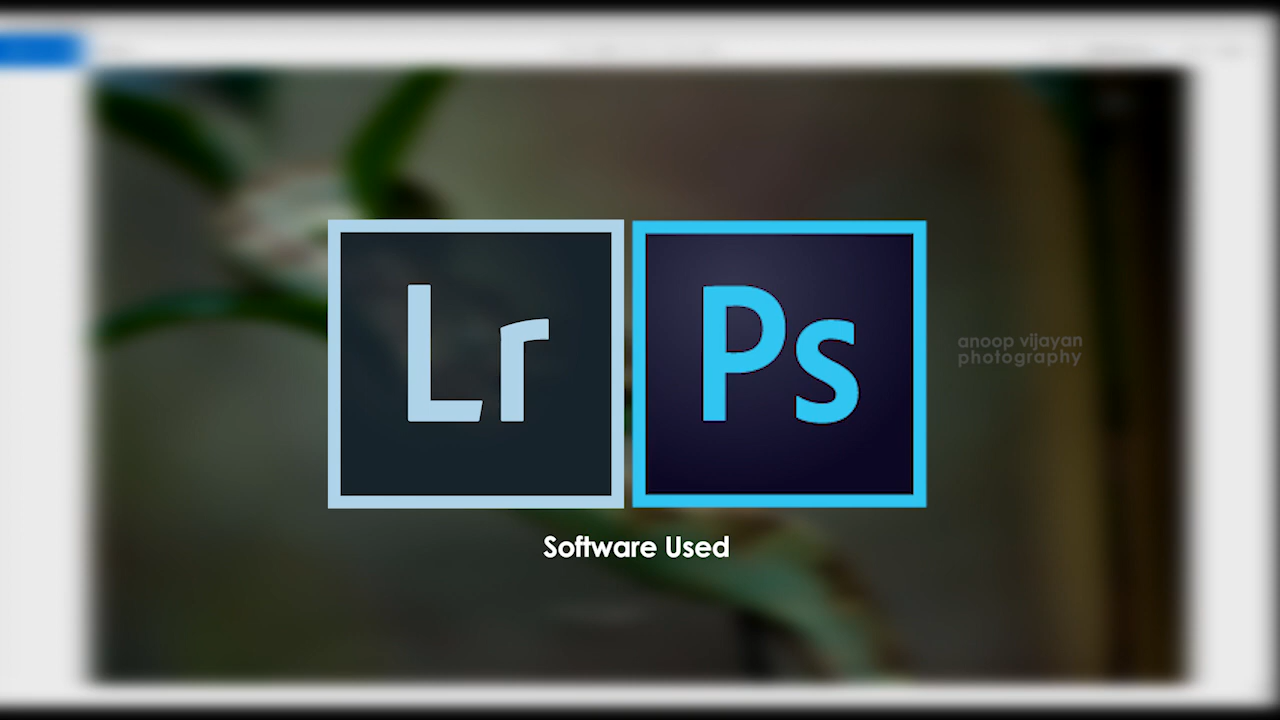 Lr
Ps
anoop vijayan
photography
Software Used